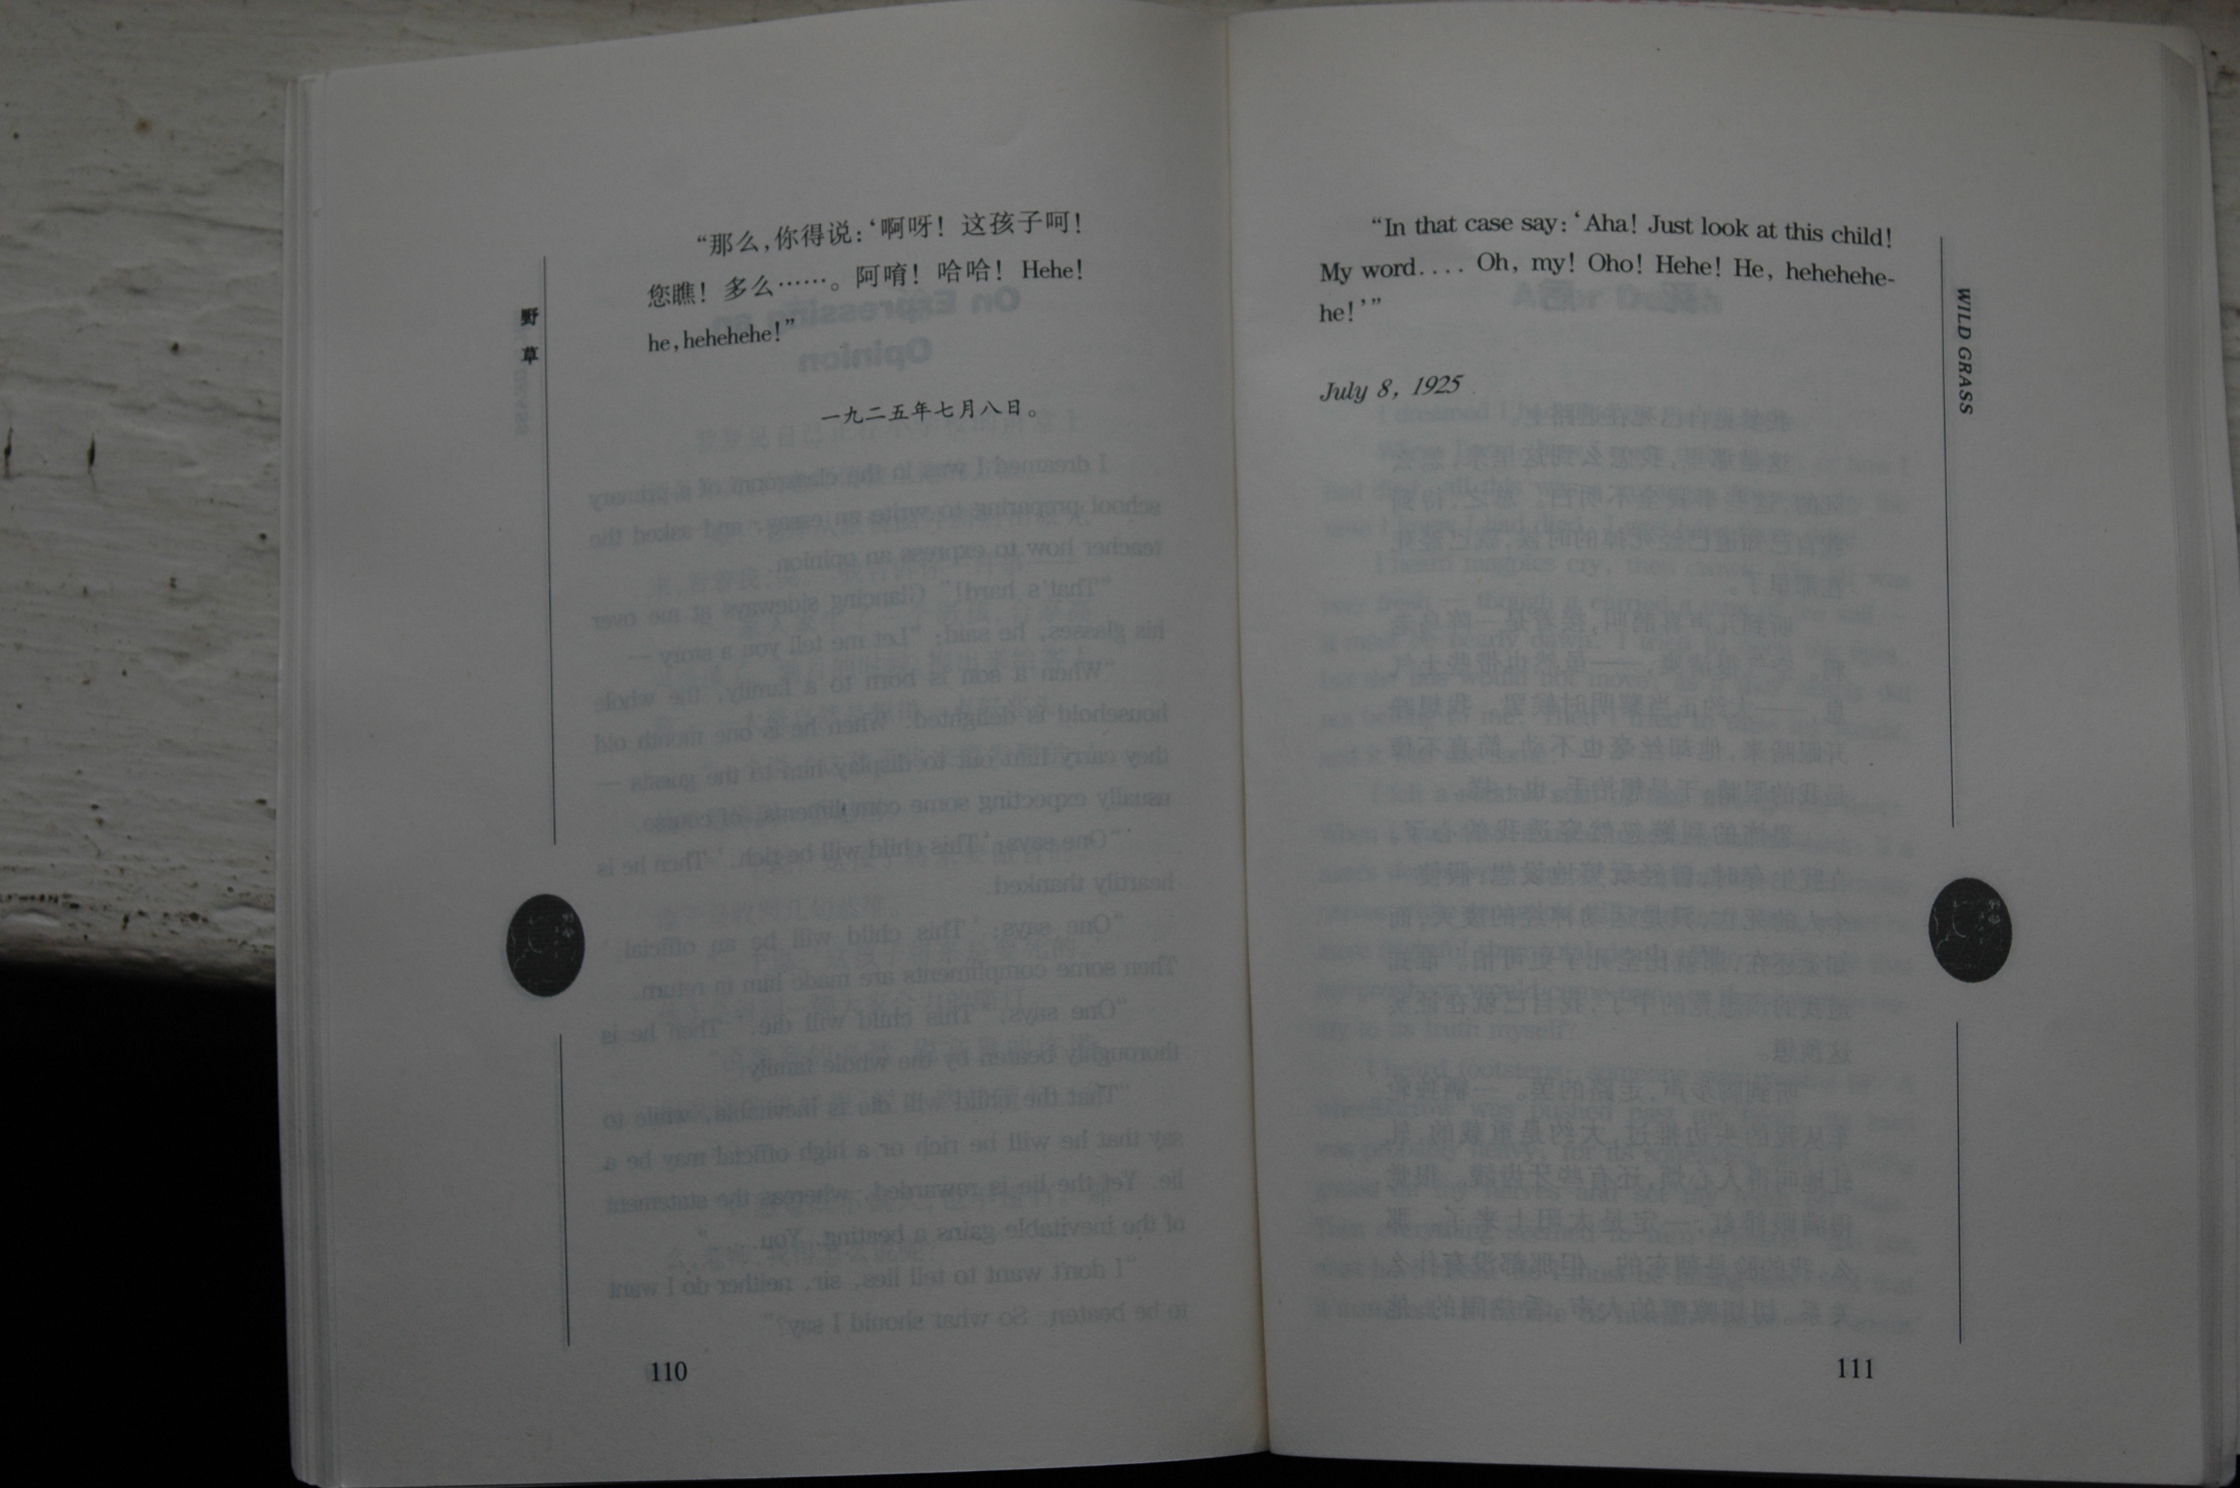 野草
“那么,你得说:‘啊呀！这孩子呵！
您瞧！多么……。阿唷！哈哈！Hehe！
he,hehehehe!”
一九二五年七月八日。
110
“In that case say: ‘Aha! Just look at this child!
My word.... Oh, my! Oho! Hehe! He, hehehehe-
he!’”
July 8, 1925
WILD GRASS
111